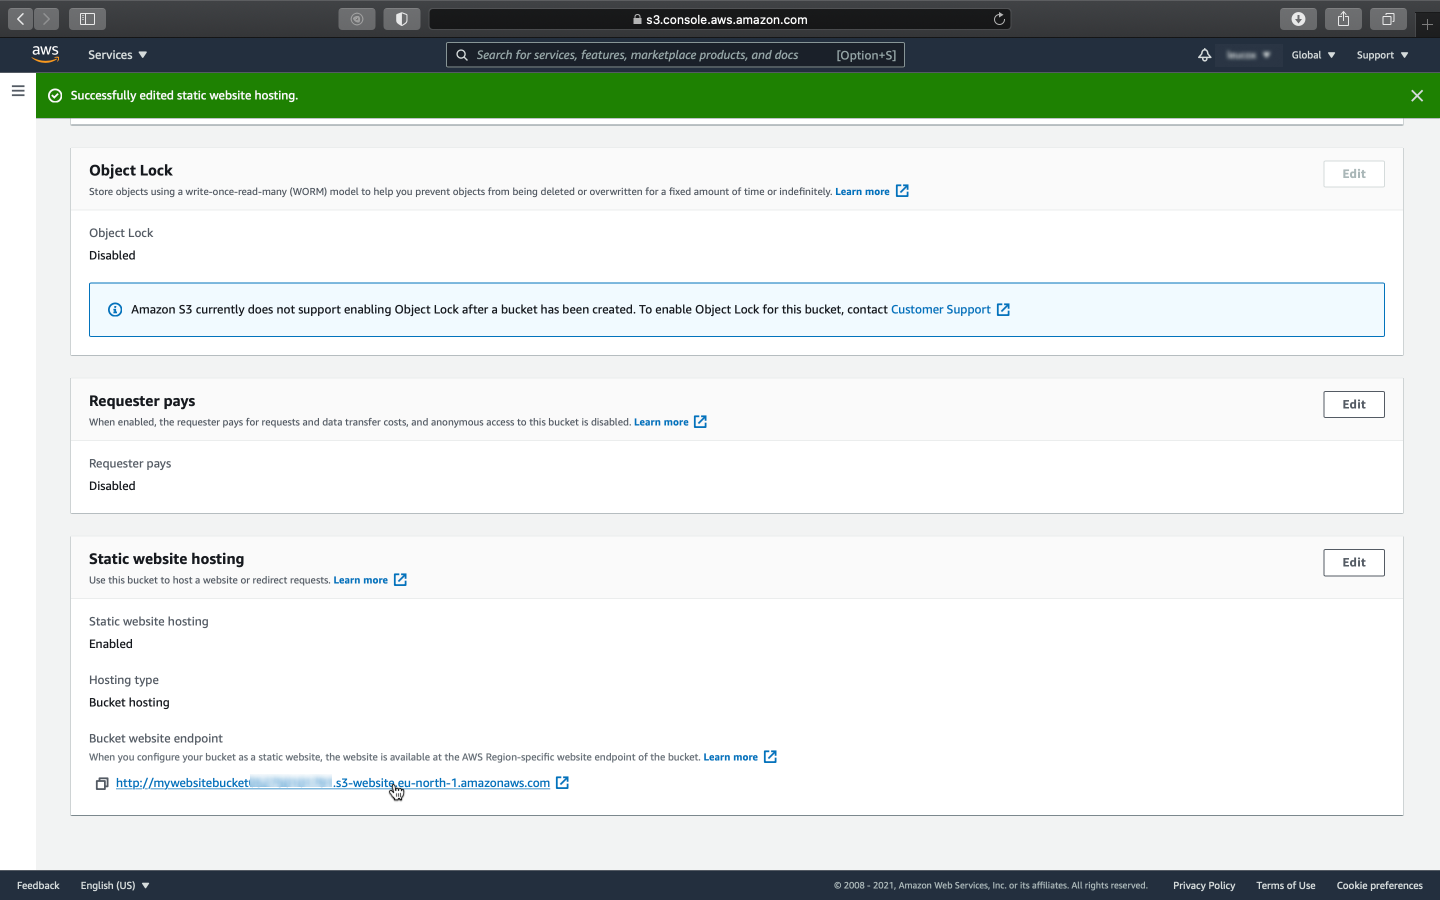 s3.console.aws.amazon.com
aws
Services
Search for services, features, marketplace products, and docs [Option+S]
Global
Support
Successfully edited static website hosting.
Object Lock
Edit
Store objects using a write-once-read-many (WORM) model to help you prevent objects from being deleted or overwritten for a fixed amount of time or indefinitely. Learn more
Object Lock
Disabled
Amazon S3 currently does not support enabling Object Lock after a bucket has been created. To enable Object Lock for this bucket, contact Customer Support
Requester pays
Edit
When enabled, the requester pays for requests and data transfer costs, and anonymous access to this bucket is disabled. Learn more
Requester pays
Disabled
Static website hosting
Edit
Use this bucket to host a website or redirect requests. Learn more
Static website hosting
Enabled
Hosting type
Bucket hosting
Bucket website endpoint
When you configure your bucket as a static website, the website is available at the AWS Region-specific website endpoint of the bucket. Learn more
http://mywebsitebucket .s3-website.eu-north-1.amazonaws.com
Feedback
English (US)
© 2008 - 2021, Amazon Web Services, Inc. or its affiliates. All rights reserved.
Privacy Policy
Terms of Use
Cookie preferences